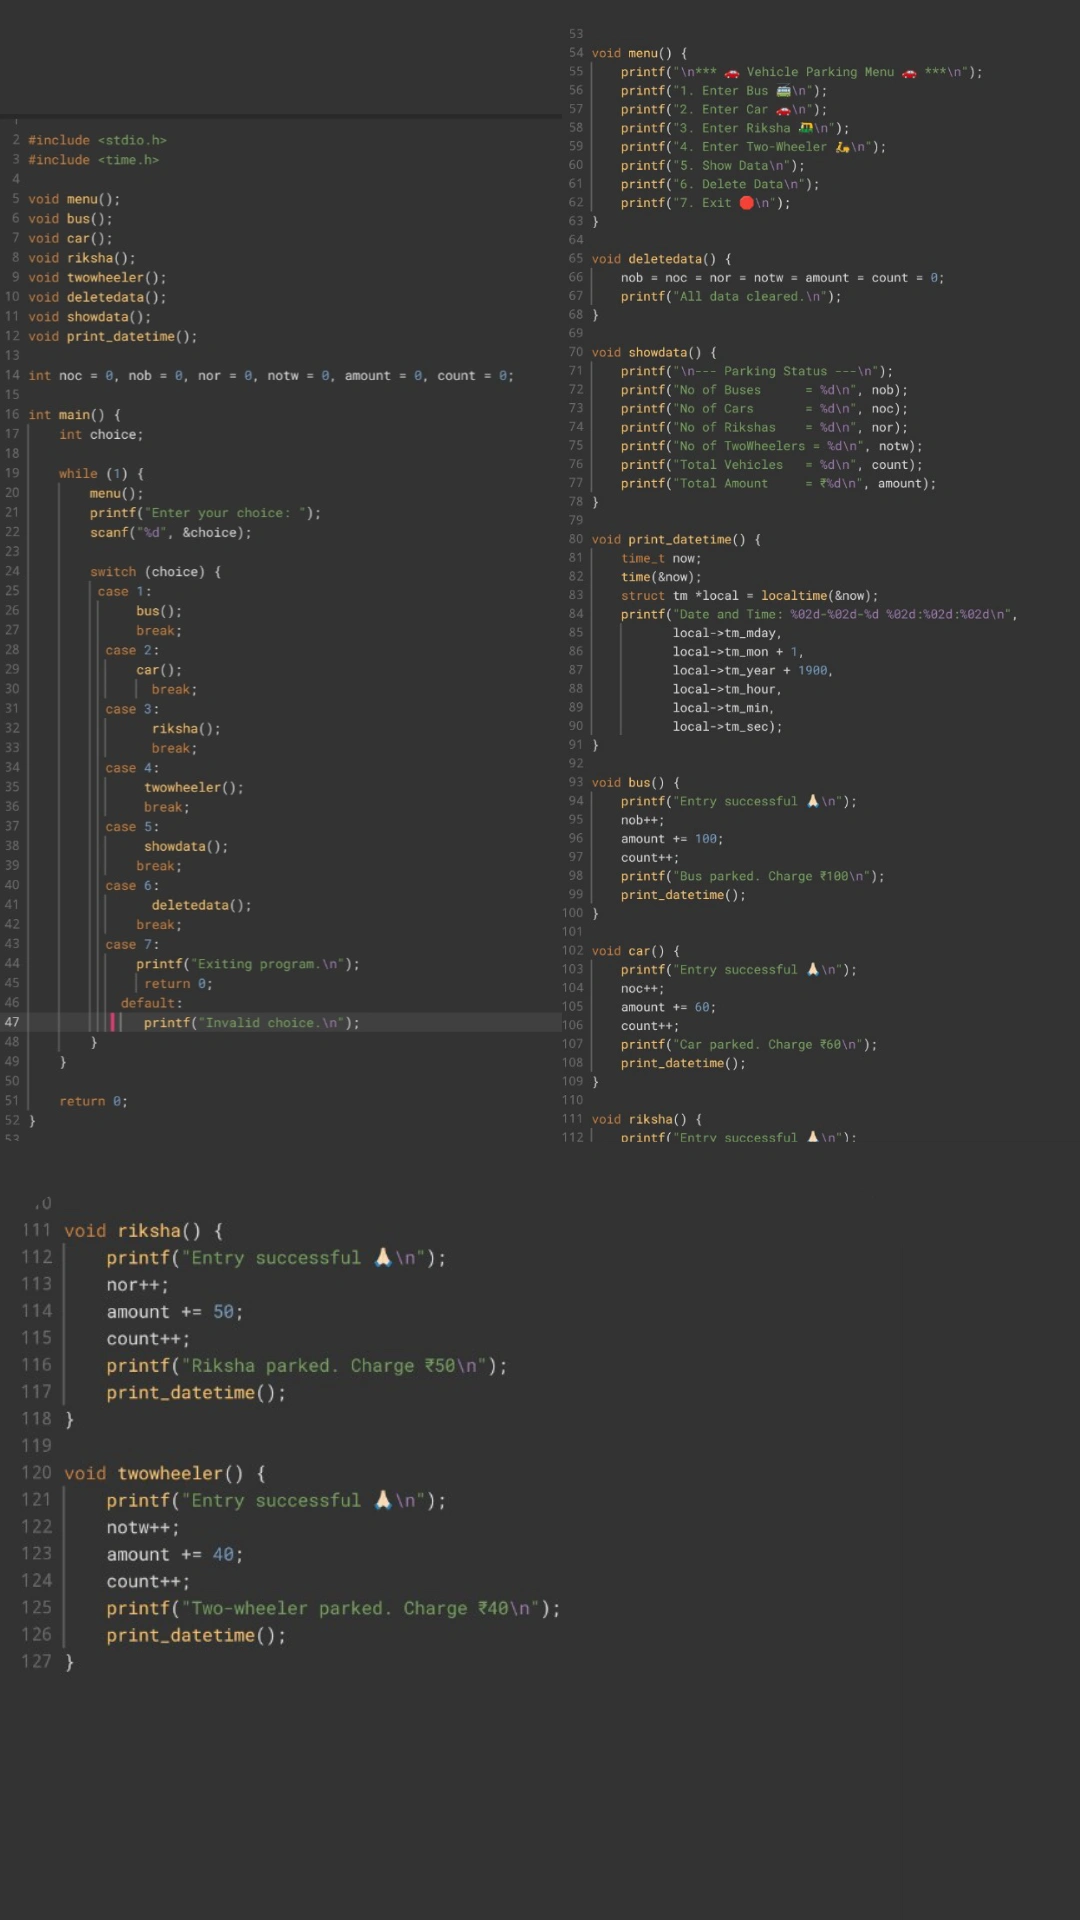 1
2 #include <stdio.h>
3 #include <time.h>
4
5 void menu();
6 void bus();
7 void car();
8 void riksha();
9 void twowheeler();
10 void deletedata();
11 void showdata();
12 void print_datetime();
13
14 int noc = 0, nob = 0, nor = 0, notw = 0, amount = 0, count = 0;
15
16 int main() {
17     int choice;
18
19     while (1) {
20         menu();
21         printf("Enter your choice: ");
22         scanf("%d", &choice);
23
24         switch (choice) {
25          case 1:
26               bus();
27               break;
28           case 2:
29               car();
30                 break;
31           case 3:
32                 riksha();
33                 break;
34           case 4:
35                twowheeler();
36                break;
37           case 5:
38                showdata();
39               break;
40           case 6:
41                 deletedata();
42               break;
43           case 7:
44               printf("Exiting program.\n");
45                return 0;
46             default:
47                printf("Invalid choice.\n");
48         }
49     }
50
51     return 0;
52 }
53
53
54 void menu() {
55     printf("\n*** 🚗 Vehicle Parking Menu 🚗 ***\n");
56     printf("1. Enter Bus 🚎\n");
57     printf("2. Enter Car 🚗\n");
58     printf("3. Enter Riksha 🛺\n");
59     printf("4. Enter Two-Wheeler 🛵\n");
60     printf("5. Show Data\n");
61     printf("6. Delete Data\n");
62     printf("7. Exit 🛑\n");
63 }
64
65 void deletedata() {
66     nob = noc = nor = notw = amount = count = 0;
67     printf("All data cleared.\n");
68 }
69
70 void showdata() {
71     printf("\n--- Parking Status ---\n");
72     printf("No of Buses      = %d\n", nob);
73     printf("No of Cars       = %d\n", noc);
74     printf("No of Rikshas    = %d\n", nor);
75     printf("No of TwoWheelers = %d\n", notw);
76     printf("Total Vehicles   = %d\n", count);
77     printf("Total Amount     = ₹%d\n", amount);
78 }
79
80 void print_datetime() {
81     time_t now;
82     time(&now);
83     struct tm *local = localtime(&now);
84     printf("Date and Time: %02d-%02d-%d %02d:%02d:%02d\n",
85            local->tm_mday,
86            local->tm_mon + 1,
87            local->tm_year + 1900,
88            local->tm_hour,
89            local->tm_min,
90            local->tm_sec);
91 }
92
93 void bus() {
94     printf("Entry successful 🙏🏻\n");
95     nob++;
96     amount += 100;
97     count++;
98     printf("Bus parked. Charge ₹100\n");
99     print_datetime();
100 }
101
102 void car() {
103     printf("Entry successful 🙏🏻\n");
104     noc++;
105     amount += 60;
106     count++;
107     printf("Car parked. Charge ₹60\n");
108     print_datetime();
109 }
110
111 void riksha() {
112     printf("Entry successful 🙏🏻\n");
111 void riksha() {
112     printf("Entry successful 🙏🏻\n");
113     nor++;
114     amount += 50;
115     count++;
116     printf("Riksha parked. Charge ₹50\n");
117     print_datetime();
118 }
119
120 void twowheeler() {
121     printf("Entry successful 🙏🏻\n");
122     notw++;
123     amount += 40;
124     count++;
125     printf("Two-wheeler parked. Charge ₹40\n");
126     print_datetime();
127 }